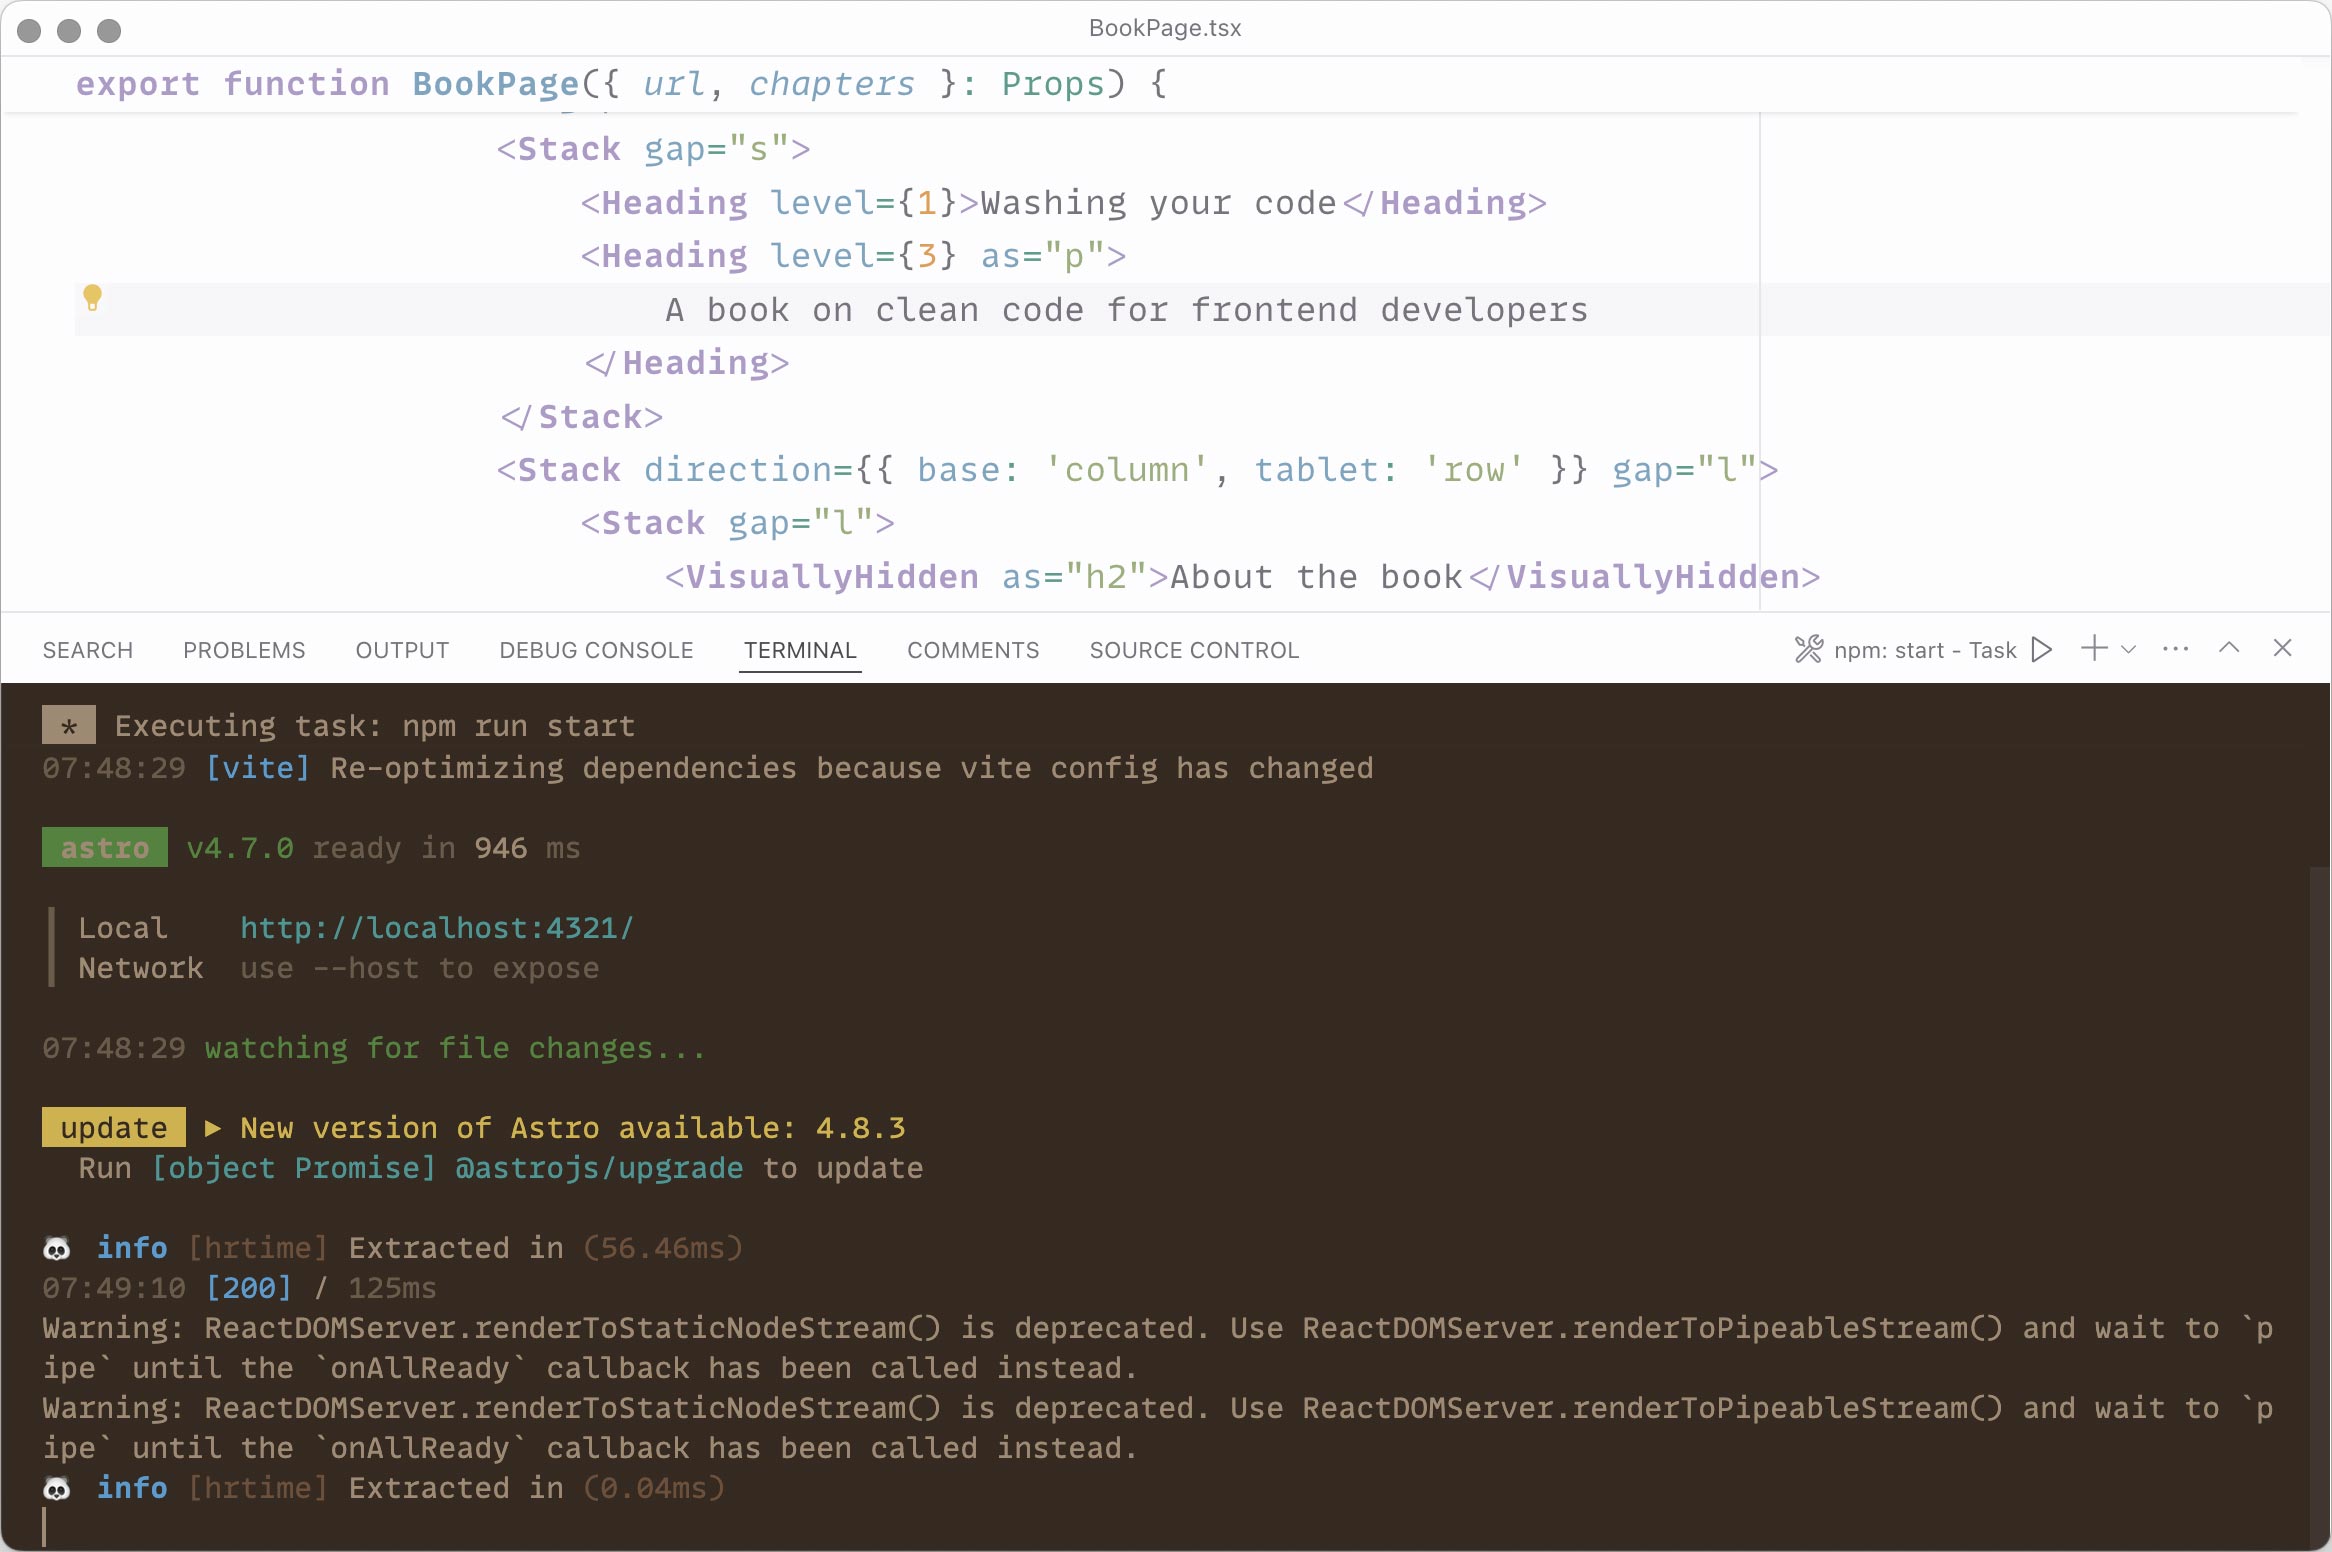 BookPage.tsx
export function BookPage({ url, chapters }: Props) {
<Stack gap="s">
<Heading level={1}>Washing your code</Heading>
<Heading level={3} as="p">
A book on clean code for frontend developers
</Heading>
</Stack>
<Stack direction={{ base: 'column', tablet: 'row' }} gap="l">
<Stack gap="l">
<VisuallyHidden as="h2">About the book</VisuallyHidden>
SEARCH PROBLEMS OUTPUT DEBUG CONSOLE TERMINAL COMMENTS SOURCE CONTROL npm: start - Task
* Executing task: npm run start
07:48:29 [vite] Re-optimizing dependencies because vite config has changed
astro v4.7.0 ready in 946 ms
Local http://localhost:4321/
Network use --host to expose
07:48:29 watching for file changes...
update ▶ New version of Astro available: 4.8.3
Run [object Promise] @astrojs/upgrade to update
🐼 info [hrtime] Extracted in (56.46ms)
07:49:10 [200] / 125ms
Warning: ReactDOMServer.renderToStaticNodeStream() is deprecated. Use ReactDOMServer.renderToPipeableStream() and wait to `p
ipe` until the `onAllReady` callback has been called instead.
Warning: ReactDOMServer.renderToStaticNodeStream() is deprecated. Use ReactDOMServer.renderToPipeableStream() and wait to `p
ipe` until the `onAllReady` callback has been called instead.
🐼 info [hrtime] Extracted in (0.04ms)